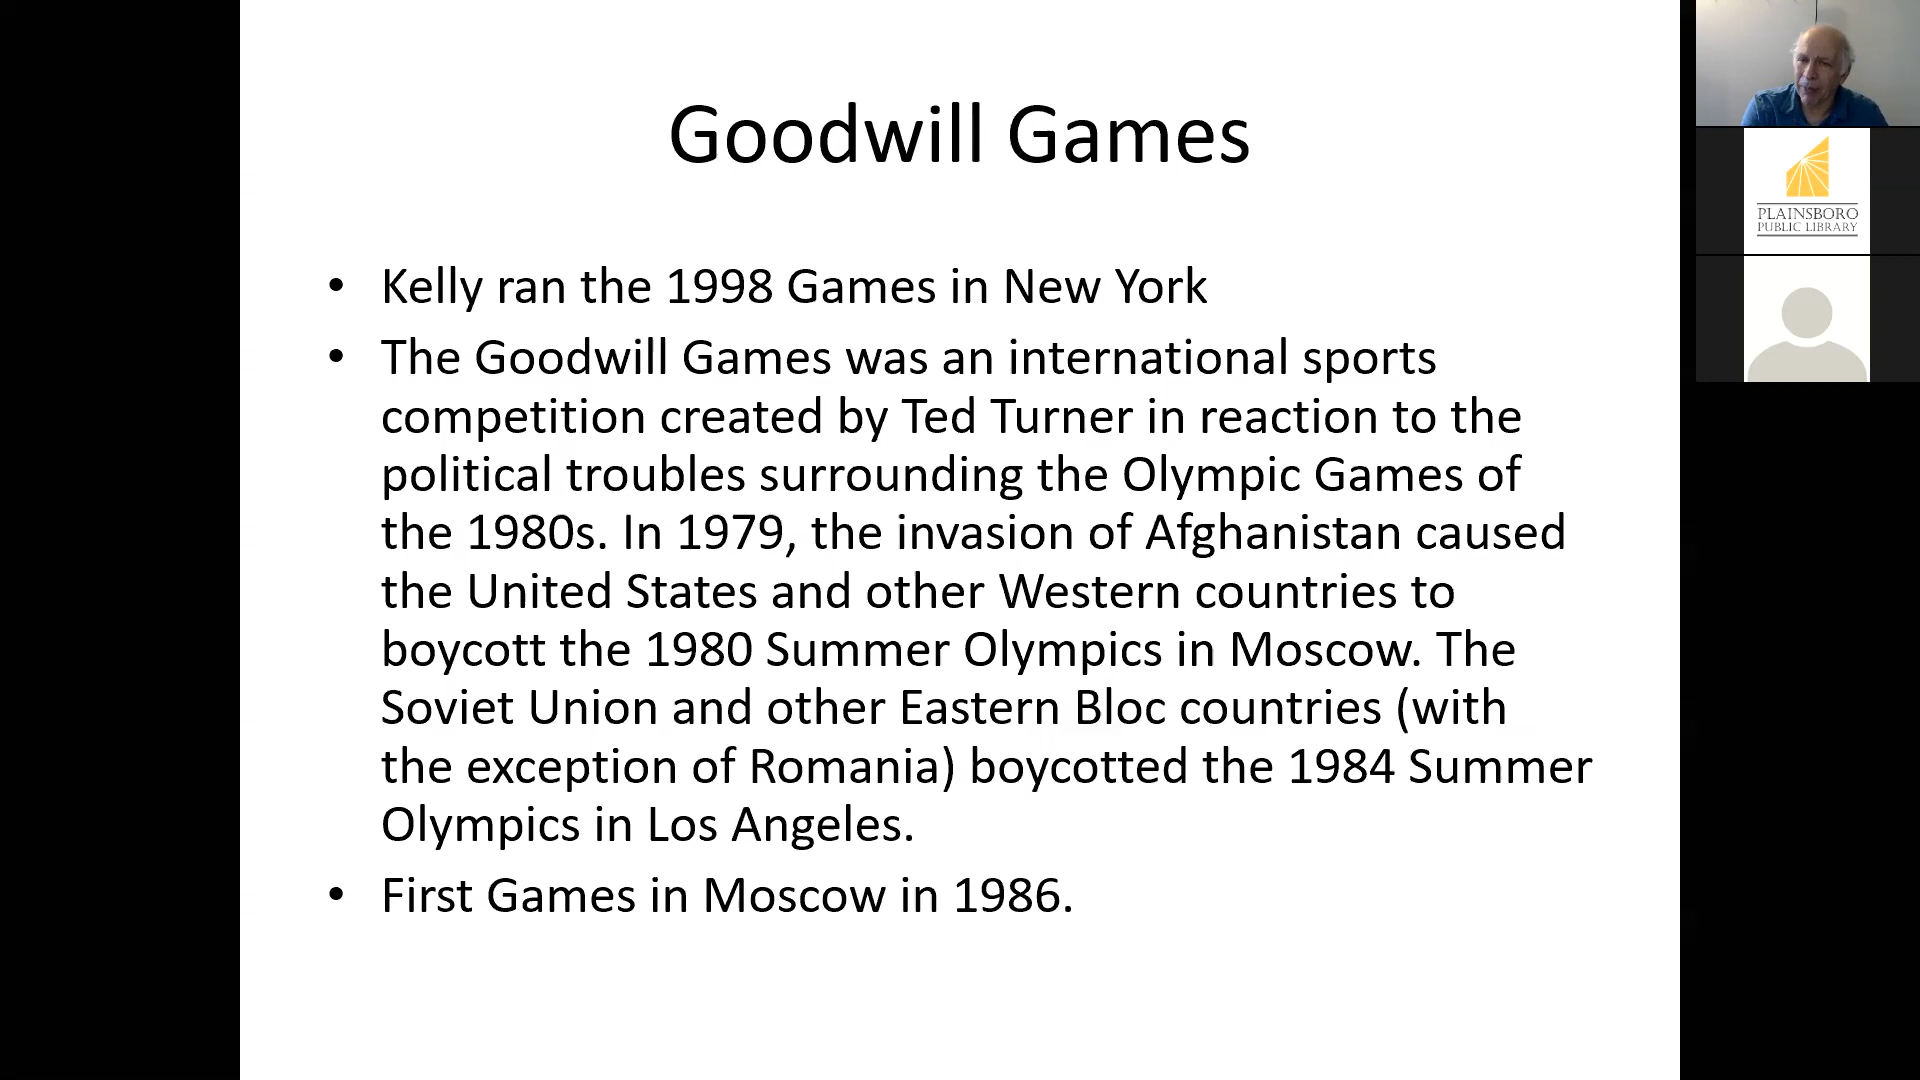 Goodwill Games
• Kelly ran the 1998 Games in New York
• The Goodwill Games was an international sports
competition created by Ted Turner in reaction to the
political troubles surrounding the Olympic Games of
the 1980s. In 1979, the invasion of Afghanistan caused
the United States and other Western countries to
boycott the 1980 Summer Olympics in Moscow. The
Soviet Union and other Eastern Bloc countries (with
the exception of Romania) boycotted the 1984 Summer
Olympics in Los Angeles.
• First Games in Moscow in 1986.
PLAINSBORO
PUBLIC LIBRARY